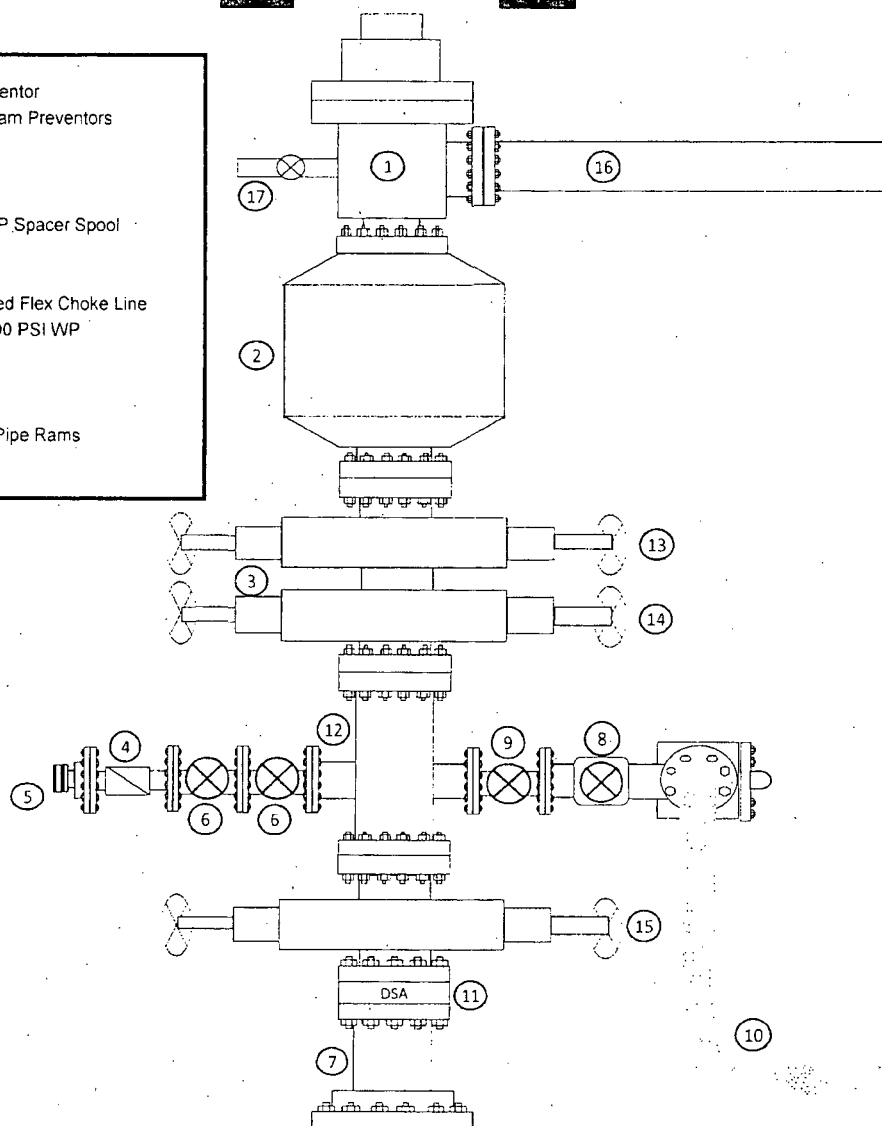 entor
am Preventors
P Spacer Spool
ed Flex Choke Line
00 PSI WP
Pipe Rams
1
16
17
2
13
3
14
12
4
9
8
5
6
6
15
DSA
11
7
10